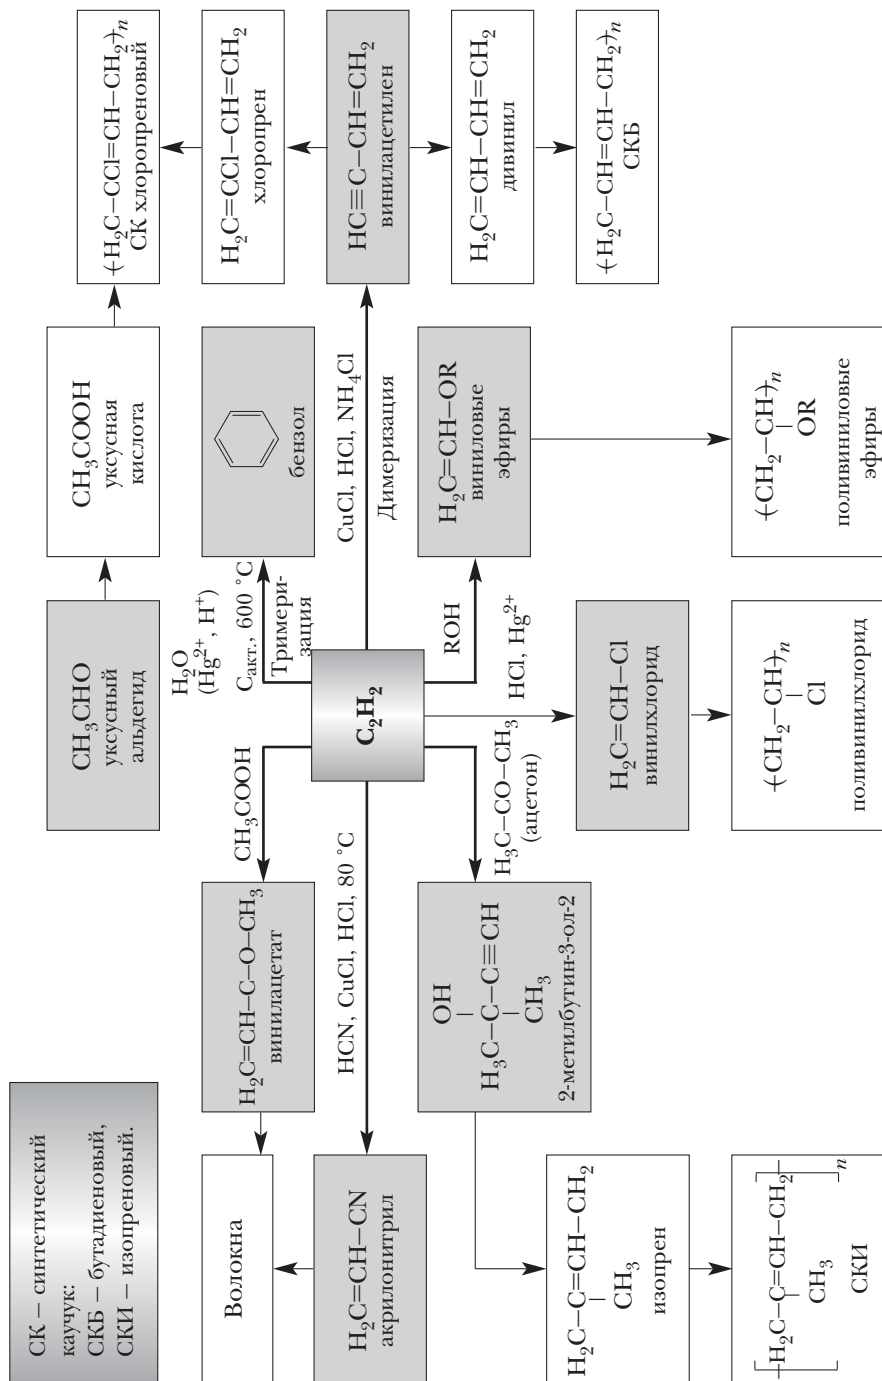 СК – синтетический
каучук:
СКБ – бутадиеновый,
СКИ – изопреновый.
CH₃CHO
уксусный
альдегид
CH₃COOH
уксусная
кислота
(H₂C–CCl=CH–CH₂)ₙ
СК хлоропреновый
H₂O
(Hg²⁺, H⁺)
Волокна
H₂C=CH–C–O–CH₃
винилацетат
CH₃COOH
Cакт., 600 °C
Тримери-
зация
бензол
H₂C=CCl–CH=CH₂
хлоропрен
H₂C=CH–CN
акрилонитрил
HCN, CuCl, HCl, 80 °C
C₂H₂
CuCl, HCl, NH₄Cl
Димеризация
HC≡C–CH=CH₂
винилацетилен
OH
H₃C–C–C≡CH
CH₃
2-метилбутин-3-ол-2
H₃C–CO–CH₃
(ацетон)
ROH
HCl, Hg²⁺
H₂C=CH–OR
виниловые
эфиры
H₂C=CH–CH=CH₂
дивинил
H₂C–C=CH–CH₂
CH₃
изопрен
H₂C=CH–Cl
винилхлорид
(H₂C–CH=CH–CH₂)ₙ
СКБ
[H₂C–C=CH–CH₂]n
CH₃
СКИ
(CH₂–CH)ₙ
Cl
поливинилхлорид
(CH₂–CH)ₙ
OR
поливиниловые
эфиры